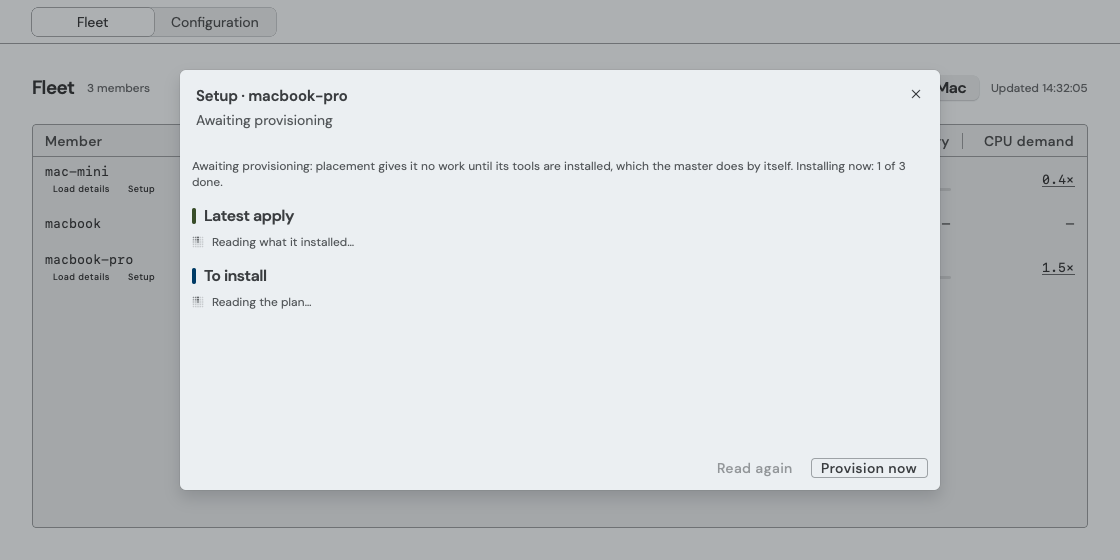 Fleet Configuration
Fleet 3 members Mac Updated 14:32:05
Setup · macbook-pro
Awaiting provisioning
Member CPU demand
mac-mini 0.4×
Load details Setup
Awaiting provisioning: placement gives it no work until its tools are installed, which the master does by itself. Installing now: 1 of 3
done.
Latest apply
macbook – –
Reading what it installed…
macbook-pro 1.5×
Load details Setup
To install
Reading the plan…
Read again Provision now